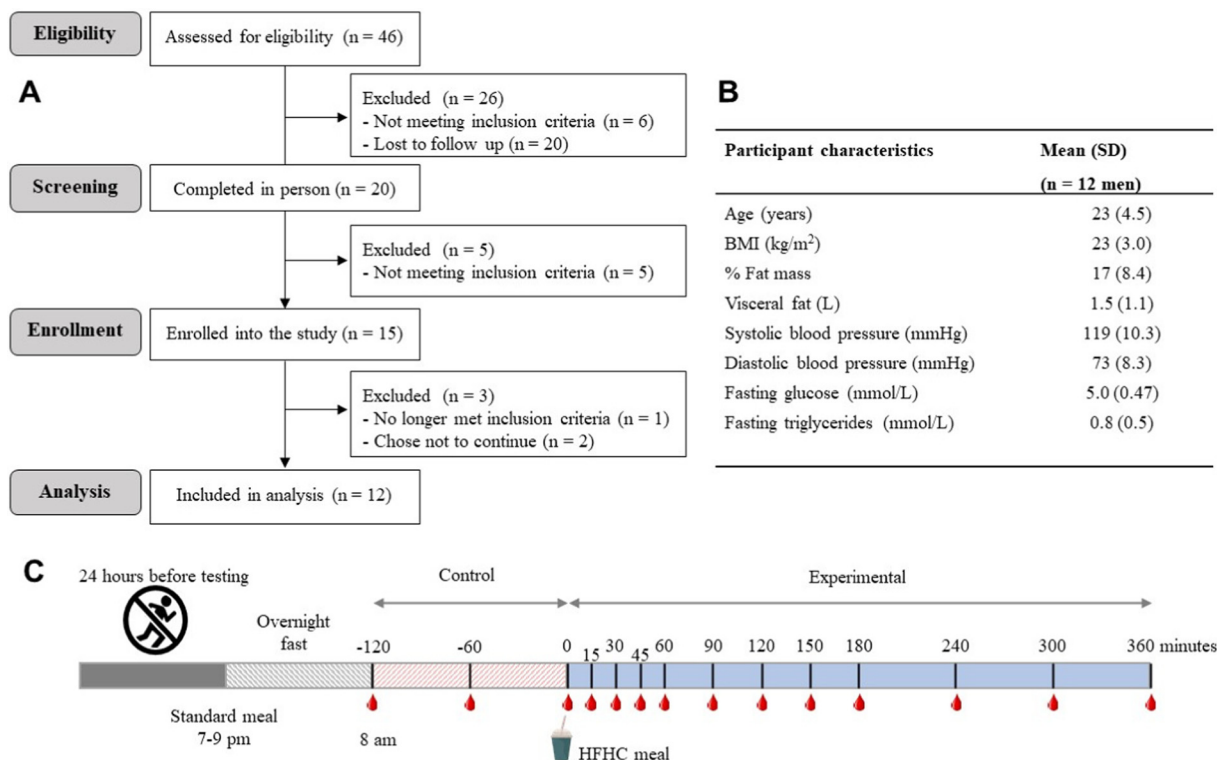 Eligibility
Assessed for eligibility (n = 46)
A
Excluded (n = 26)
- Not meeting inclusion criteria (n = 6)
- Lost to follow up (n = 20)
Screening
Completed in person (n = 20)
Excluded (n = 5)
- Not meeting inclusion criteria (n = 5)
Enrollment
Enrolled into the study (n = 15)
Excluded (n = 3)
- No longer met inclusion criteria (n = 1)
- Chose not to continue (n = 2)
Analysis
Included in analysis (n = 12)
B
Participant characteristics Mean (SD)
(n = 12 men)
Age (years) 23 (4.5)
BMI (kg/m²) 23 (3.0)
% Fat mass 17 (8.4)
Visceral fat (L) 1.5 (1.1)
Systolic blood pressure (mmHg) 119 (10.3)
Diastolic blood pressure (mmHg) 73 (8.3)
Fasting glucose (mmol/L) 5.0 (0.47)
Fasting triglycerides (mmol/L) 0.8 (0.5)
C
24 hours before testing
Control
Experimental
Overnight
fast
-120 -60 0 15 30 45 60 90 120 150 180 240 300 360 minutes
Standard meal
7-9 pm
8 am
HFHC meal